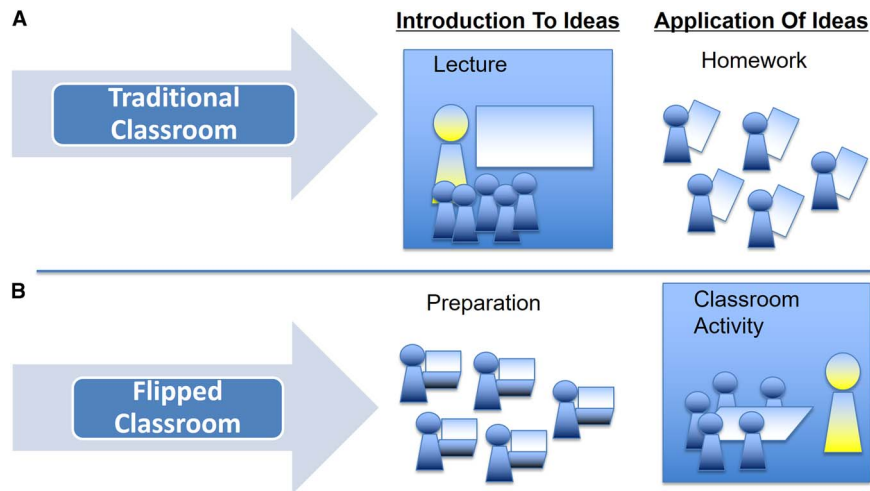 A
Introduction To Ideas
Application Of Ideas
Traditional
Classroom
Lecture
Homework
B
Flipped
Classroom
Preparation
Classroom
Activity